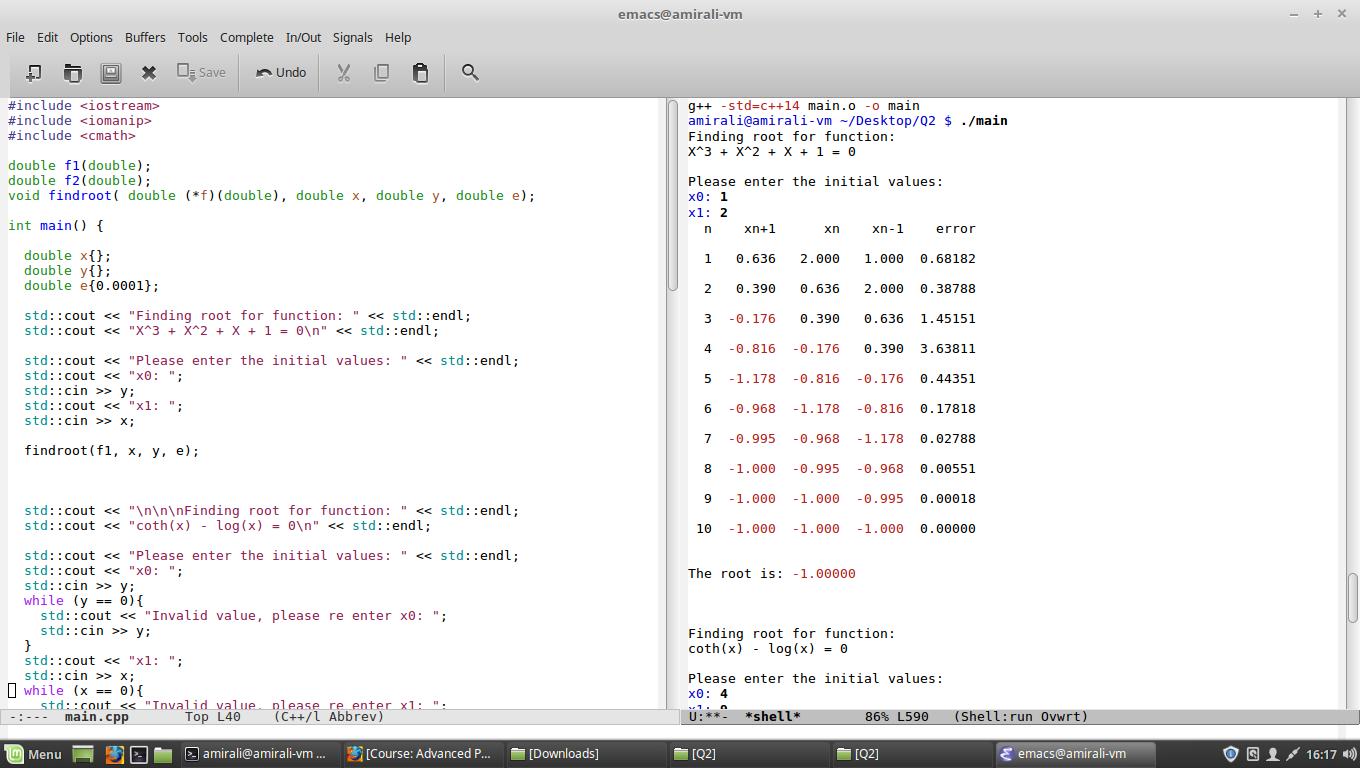 emacs@amirali-vm
File Edit Options Buffers Tools Complete In/Out Signals Help
Save Undo
#include <iostream>
#include <iomanip>
#include <cmath>
double f1(double);
double f2(double);
void findroot( double (*f)(double), double x, double y, double e);
int main() {
double x{};
double y{};
double e{0.0001};
std::cout << "Finding root for function: " << std::endl;
std::cout << "X^3 + X^2 + X + 1 = 0\n" << std::endl;
std::cout << "Please enter the initial values: " << std::endl;
std::cout << "x0: ";
std::cin >> y;
std::cout << "x1: ";
std::cin >> x;
findroot(f1, x, y, e);
std::cout << "\n\n\nFinding root for function: " << std::endl;
std::cout << "coth(x) - log(x) = 0\n" << std::endl;
std::cout << "Please enter the initial values: " << std::endl;
std::cout << "x0: ";
std::cin >> y;
while (y == 0){
std::cout << "Invalid value, please re enter x0: ";
std::cin >> y;
}
std::cout << "x1: ";
std::cin >> x;
while (x == 0){
std::cout << "Invalid value, please re enter x1: ";
-:--- main.cpp Top L40 (C++/l Abbrev)
g++ -std=c++14 main.o -o main
amirali@amirali-vm ~/Desktop/Q2 $ ./main
Finding root for function:
X^3 + X^2 + X + 1 = 0
Please enter the initial values:
x0: 1
x1: 2
n xn+1 xn xn-1 error
1 0.636 2.000 1.000 0.68182
2 0.390 0.636 2.000 0.38788
3 -0.176 0.390 0.636 1.45151
4 -0.816 -0.176 0.390 3.63811
5 -1.178 -0.816 -0.176 0.44351
6 -0.968 -1.178 -0.816 0.17818
7 -0.995 -0.968 -1.178 0.02788
8 -1.000 -0.995 -0.968 0.00551
9 -1.000 -1.000 -0.995 0.00018
10 -1.000 -1.000 -1.000 0.00000
The root is: -1.00000
Finding root for function:
coth(x) - log(x) = 0
Please enter the initial values:
x0: 4
U:**- *shell* 86% L590 (Shell:run Ovwrt)
Menu amirali@amirali-vm ... [Course: Advanced P... [Downloads] [Q2] [Q2] emacs@amirali-vm 16:17